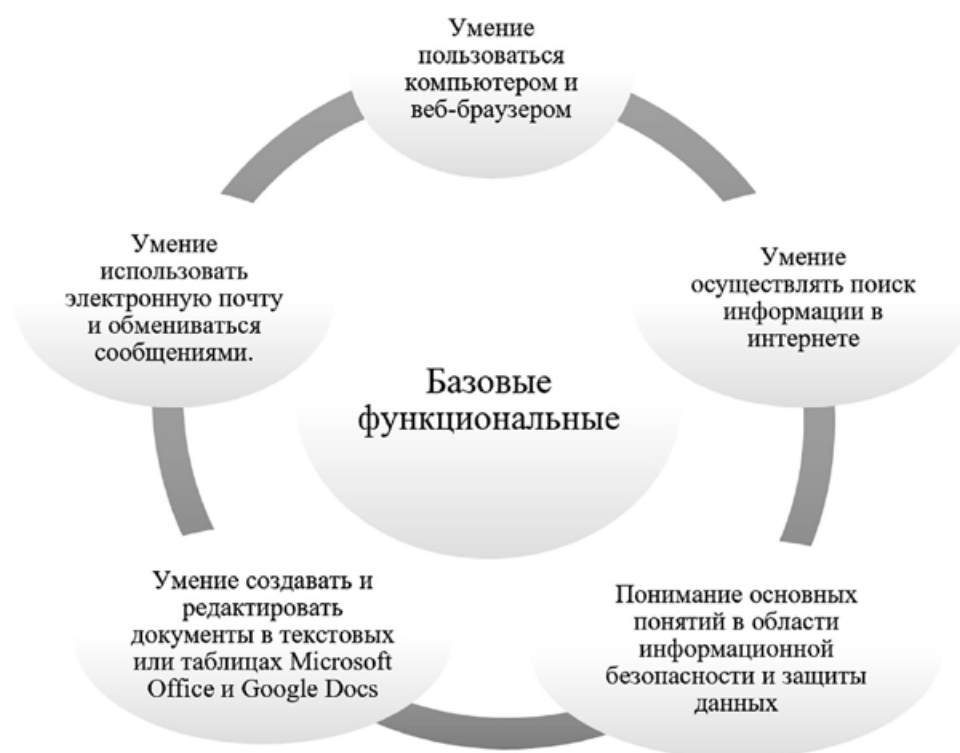 Умение
пользоваться
компьютером и
веб-браузером
Умение
осуществлять поиск
информации в
интернете
Понимание основных
понятий в области
информационной
безопасности и защиты
данных
Умение создавать и
редактировать
документы в текстовых
или таблицах Microsoft
Office и Google Docs
Умение
использовать
электронную почту
и обмениваться
сообщениями.
Базовые
функциональные